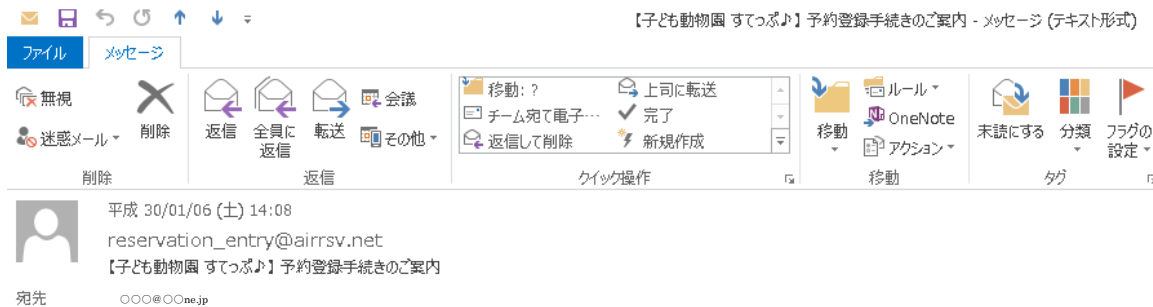 【子ども動物園 すてっぷ♪】予約登録手続きのご案内 - メッセージ (テキスト形式)
ファイル メッセージ
無視
迷惑メール
削除
返信
全員に
返信
転送
会議
その他
移動: ?
チーム宛て電子…
返信して削除
上司に転送
完了
新規作成
移動
ルール
OneNote
アクション
未読にする
分類
フラグの
設定
削除 返信 クイック操作 移動 タグ
平成 30/01/06 (土) 14:08
reservation_entry@airrsv.net
【子ども動物園 すてっぷ♪】予約登録手続きのご案内
宛先 〇〇〇@〇〇ne.jp